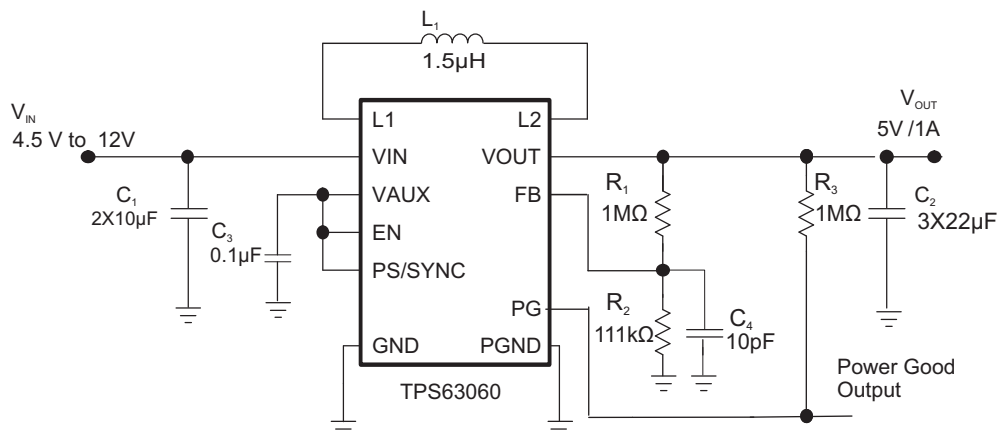 L₁
1.5µH
V_IN
4.5 V to 12V
V_OUT
5V /1A
L1
L2
VIN
VOUT
VAUX
FB
EN
PS/SYNC
PG
GND
PGND
TPS63060
C₁
2X10µF
C₃
0.1µF
R₁
1MΩ
R₃
1MΩ
C₂
3X22µF
R₂
111kΩ
C₄
10pF
Power Good
Output